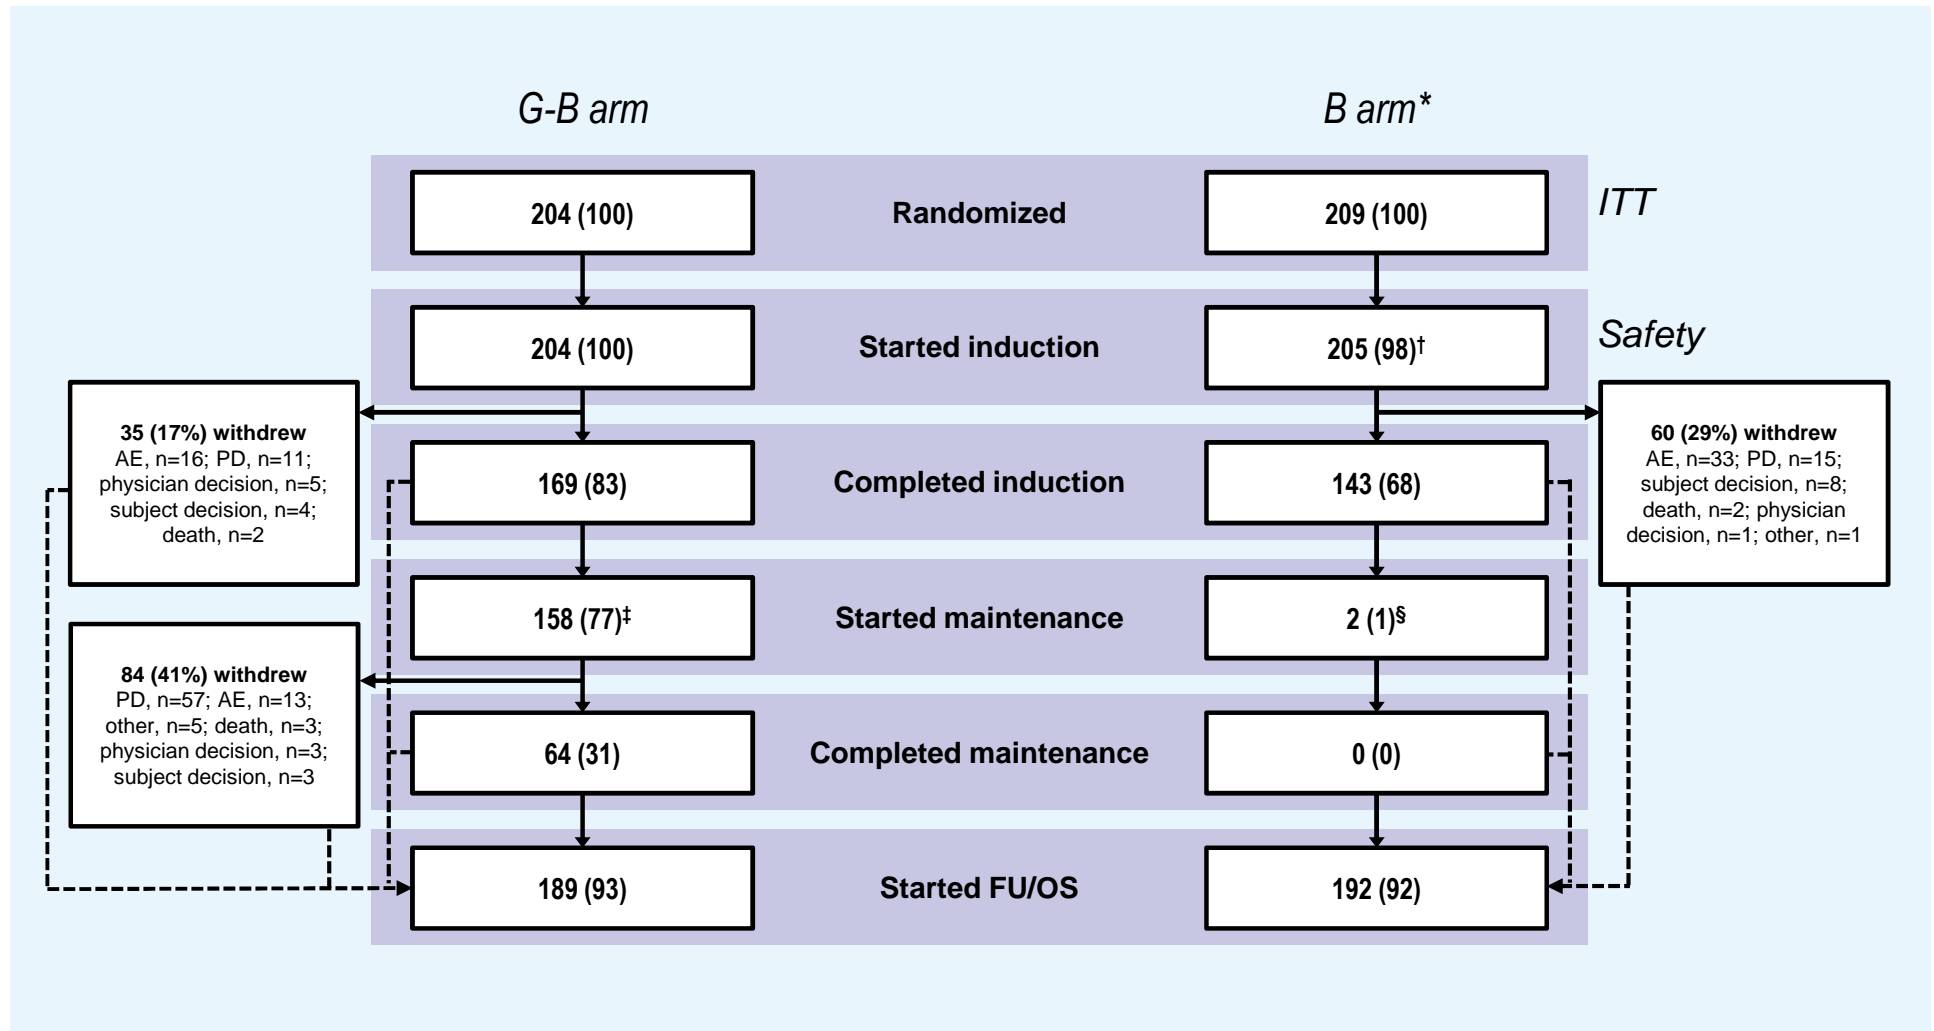 G-B arm
B arm*
204 (100)
Randomized
209 (100)
ITT
204 (100)
Started induction
205 (98)†
Safety
35 (17%) withdrew
AE, n=16; PD, n=11;
physician decision, n=5;
subject decision, n=4;
death, n=2
169 (83)
Completed induction
143 (68)
60 (29%) withdrew
AE, n=33; PD, n=15;
subject decision, n=8;
death, n=2; physician
decision, n=1; other, n=1
158 (77)‡
Started maintenance
2 (1)§
84 (41%) withdrew
PD, n=57; AE, n=13;
other, n=5; death, n=3;
physician decision, n=3;
subject decision, n=3
64 (31)
Completed maintenance
0 (0)
189 (93)
Started FU/OS
192 (92)